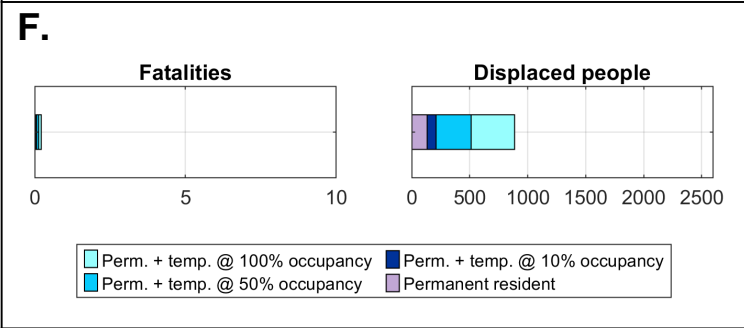 F.
Fatalities
Displaced people
0 5 10
0 500 1000 1500 2000 2500
Perm. + temp. @ 100% occupancy
Perm. + temp. @ 10% occupancy
Perm. + temp. @ 50% occupancy
Permanent resident